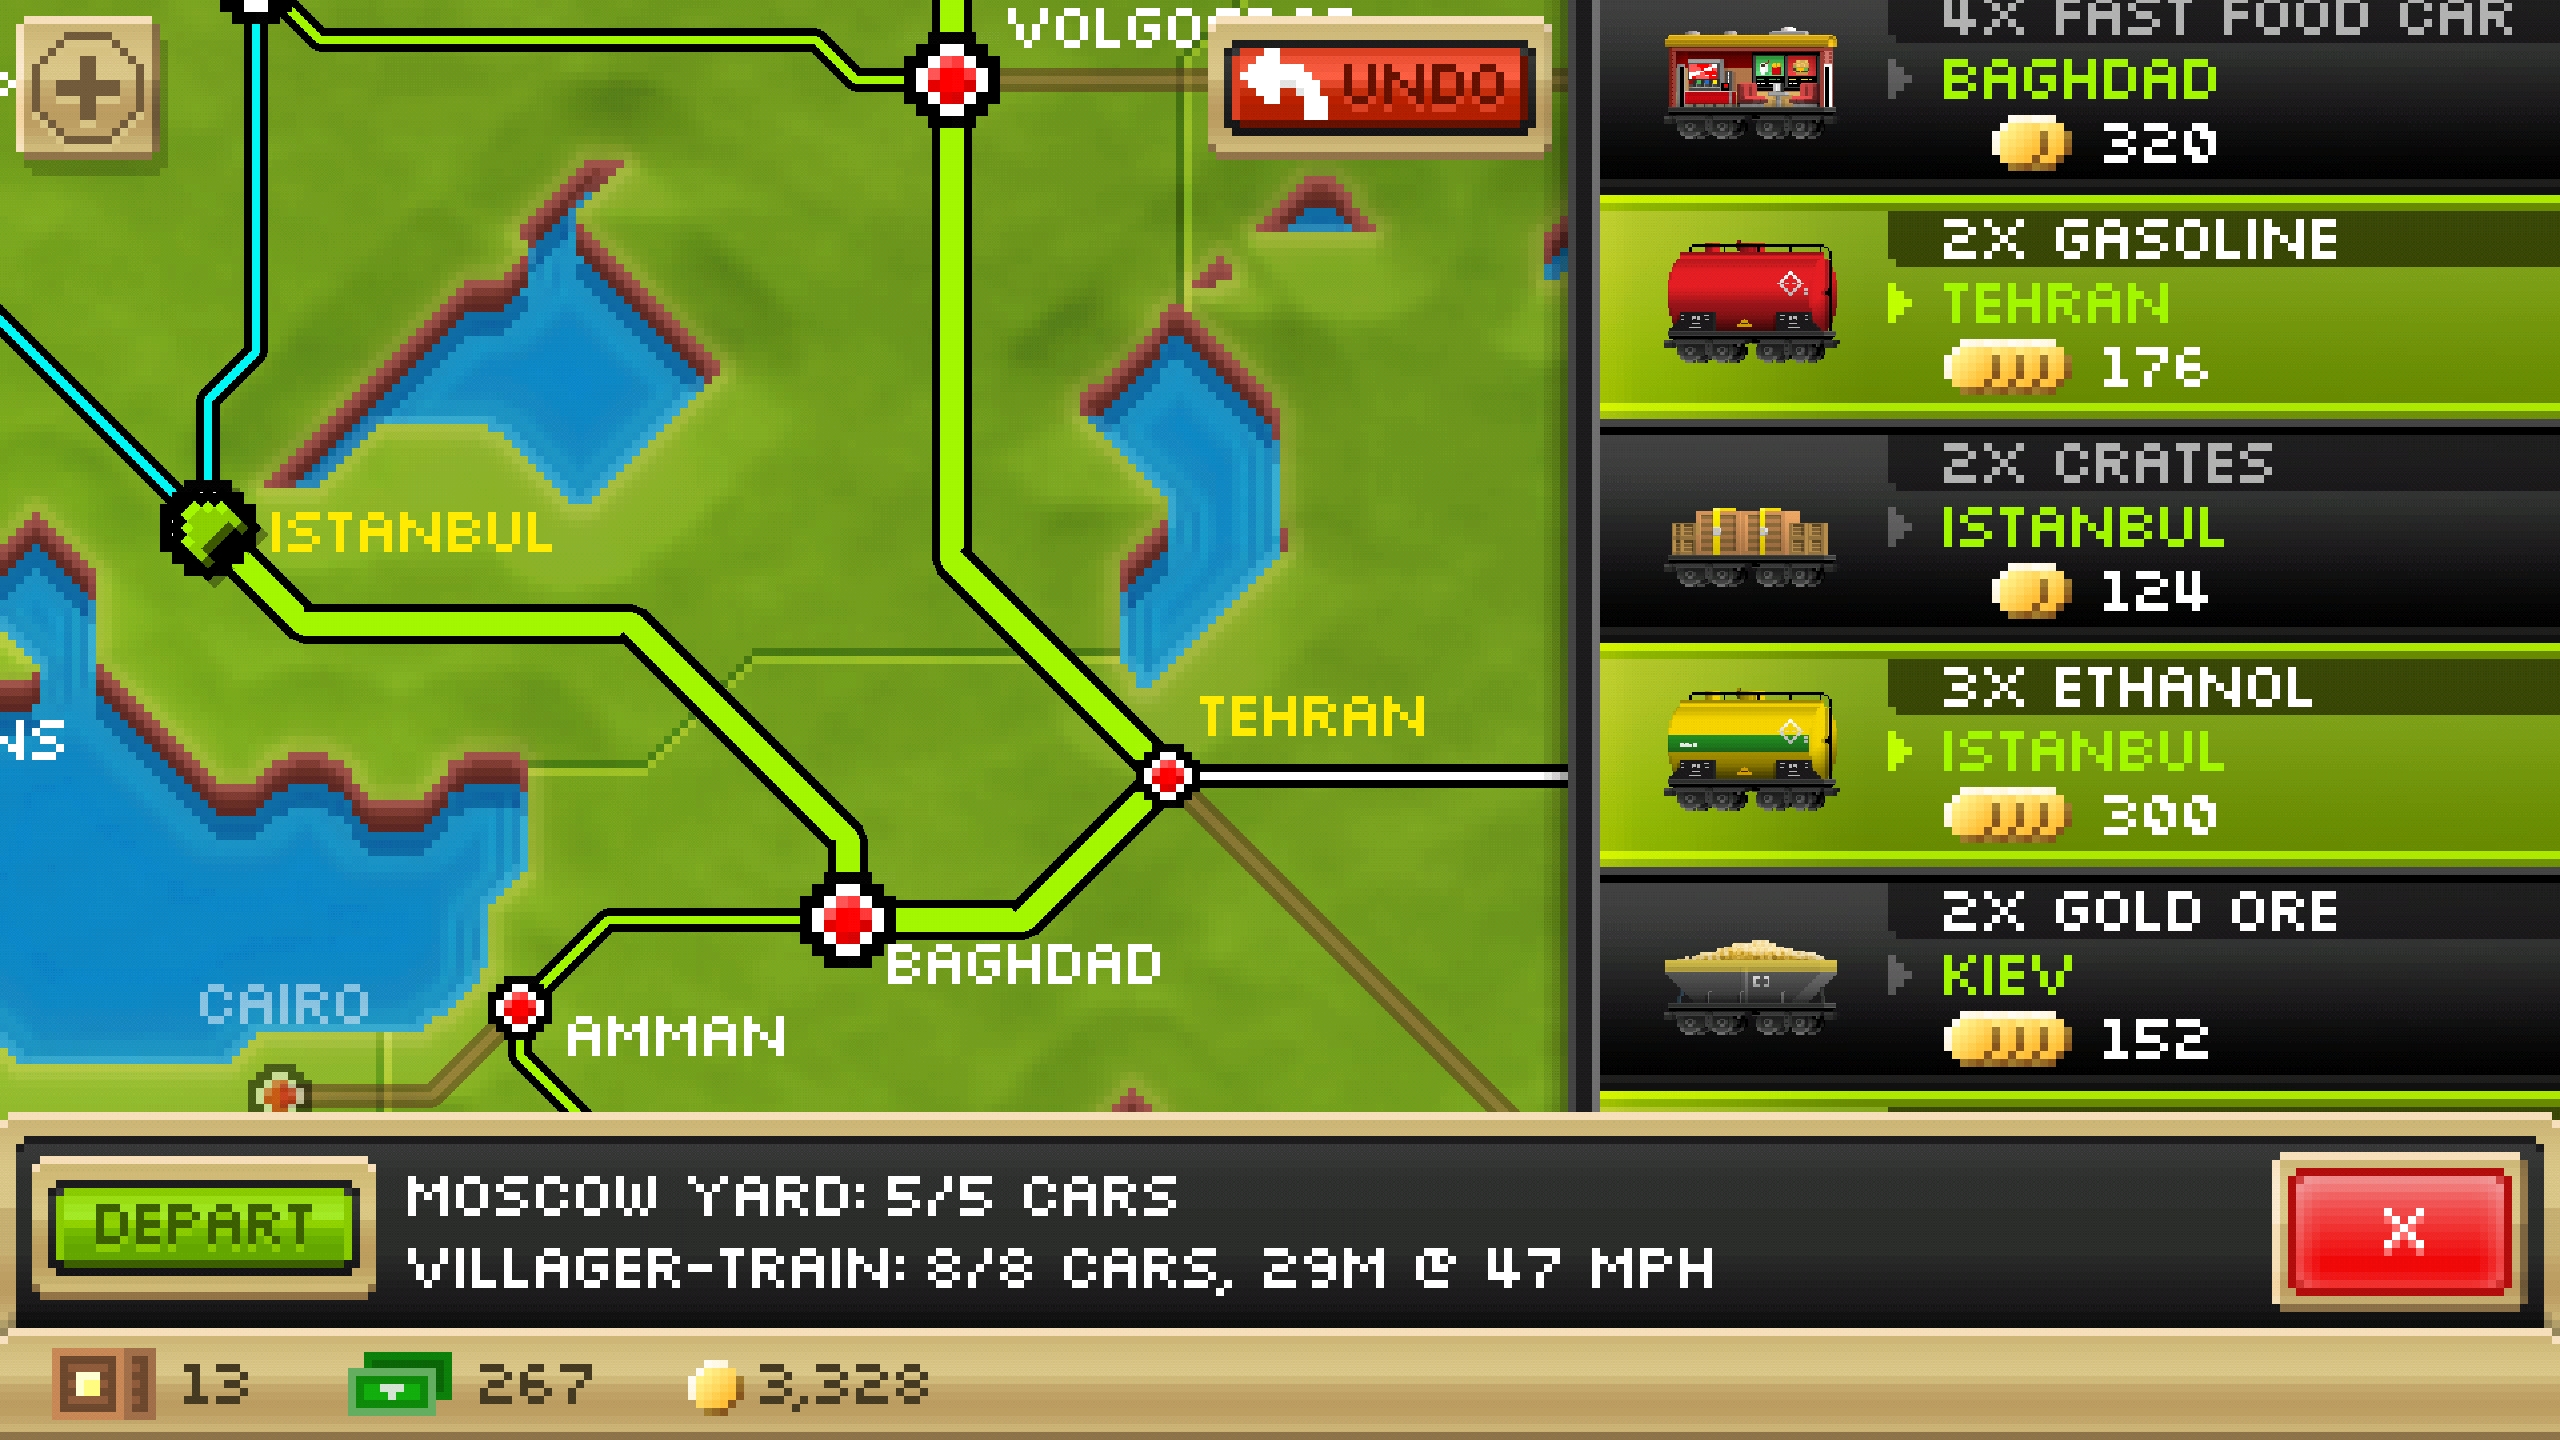 VOLGO
UNDO
ISTANBUL
TEHRAN
NS
BAGHDAD
CAIRO
AMMAN
4X FAST FOOD CAR
BAGHDAD
320
2X GASOLINE
TEHRAN
176
2X CRATES
ISTANBUL
124
3X ETHANOL
ISTANBUL
300
2X GOLD ORE
KIEV
152
DEPART
MOSCOW YARD: 5/5 CARS
VILLAGER-TRAIN: 8/8 CARS, 29M @ 47 MPH
X
13
267
3,328